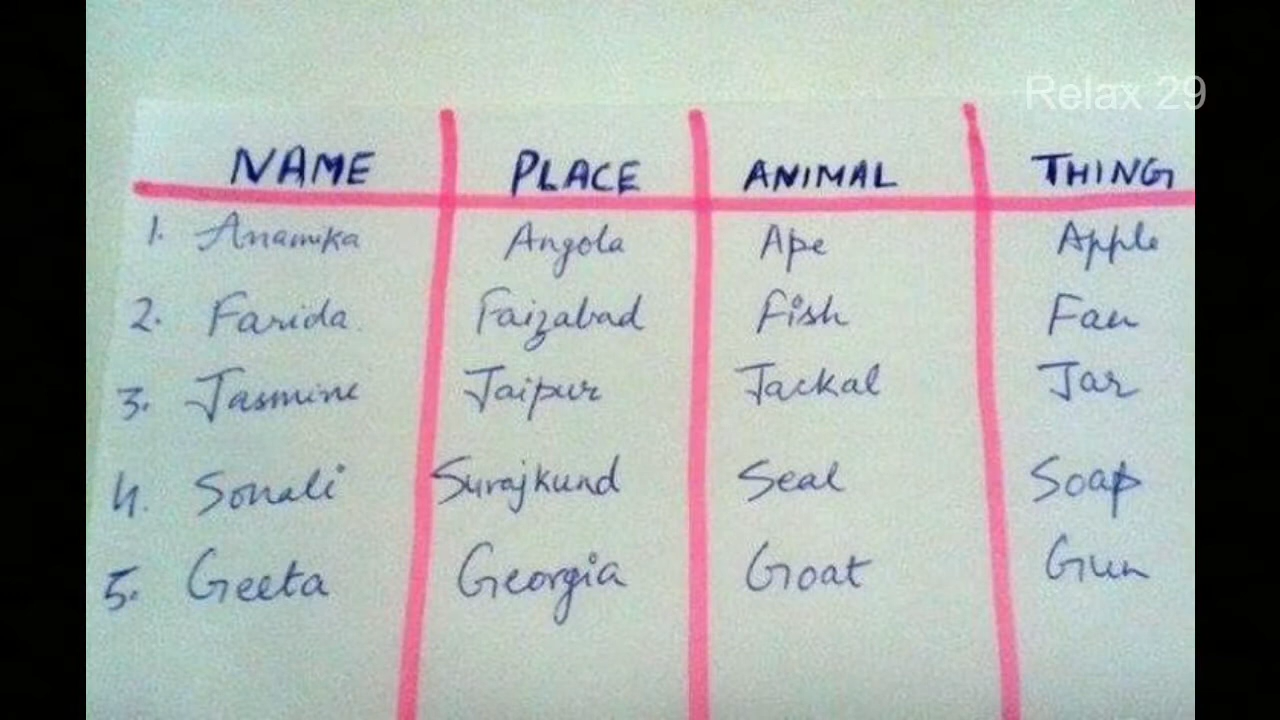 Relax 29
NAME PLACE ANIMAL THING
1. Anamika Angola Ape Apple
2. Farida Faizabad Fish Fan
3. Jasmine Jaipur Jackal Jar
4. Sonali Surajkund Seal Soap
5. Geeta Georgia Goat Gun